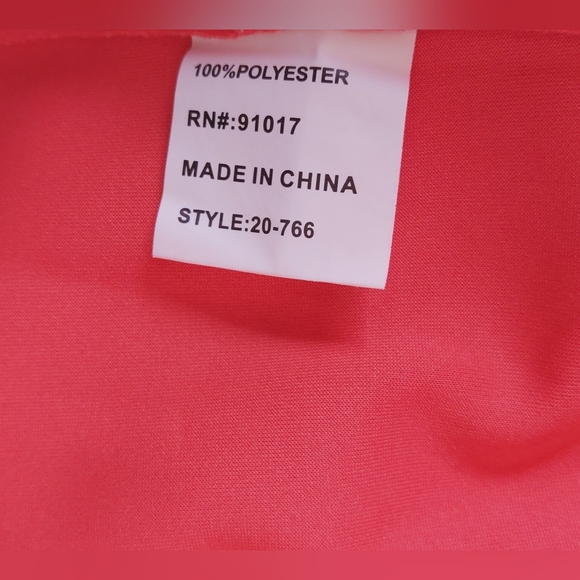 100%POLYESTER
RN#:91017
MADE IN CHINA
STYLE:20-766